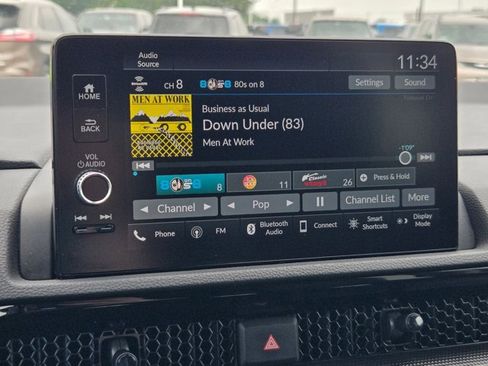 Audio
Source
11:34
SiriusXM
CH 8
80s on 8
Settings
Sound
HOME
BACK
VOL
AUDIO
MEN AT WORK
Business as Usual
Down Under (83)
Men At Work
-1'09"
8
11
26
+ Press & Hold
Channel
Pop
Channel List
More
Phone
FM
Bluetooth
Audio
Connect
Smart
Shortcuts
Display
Mode